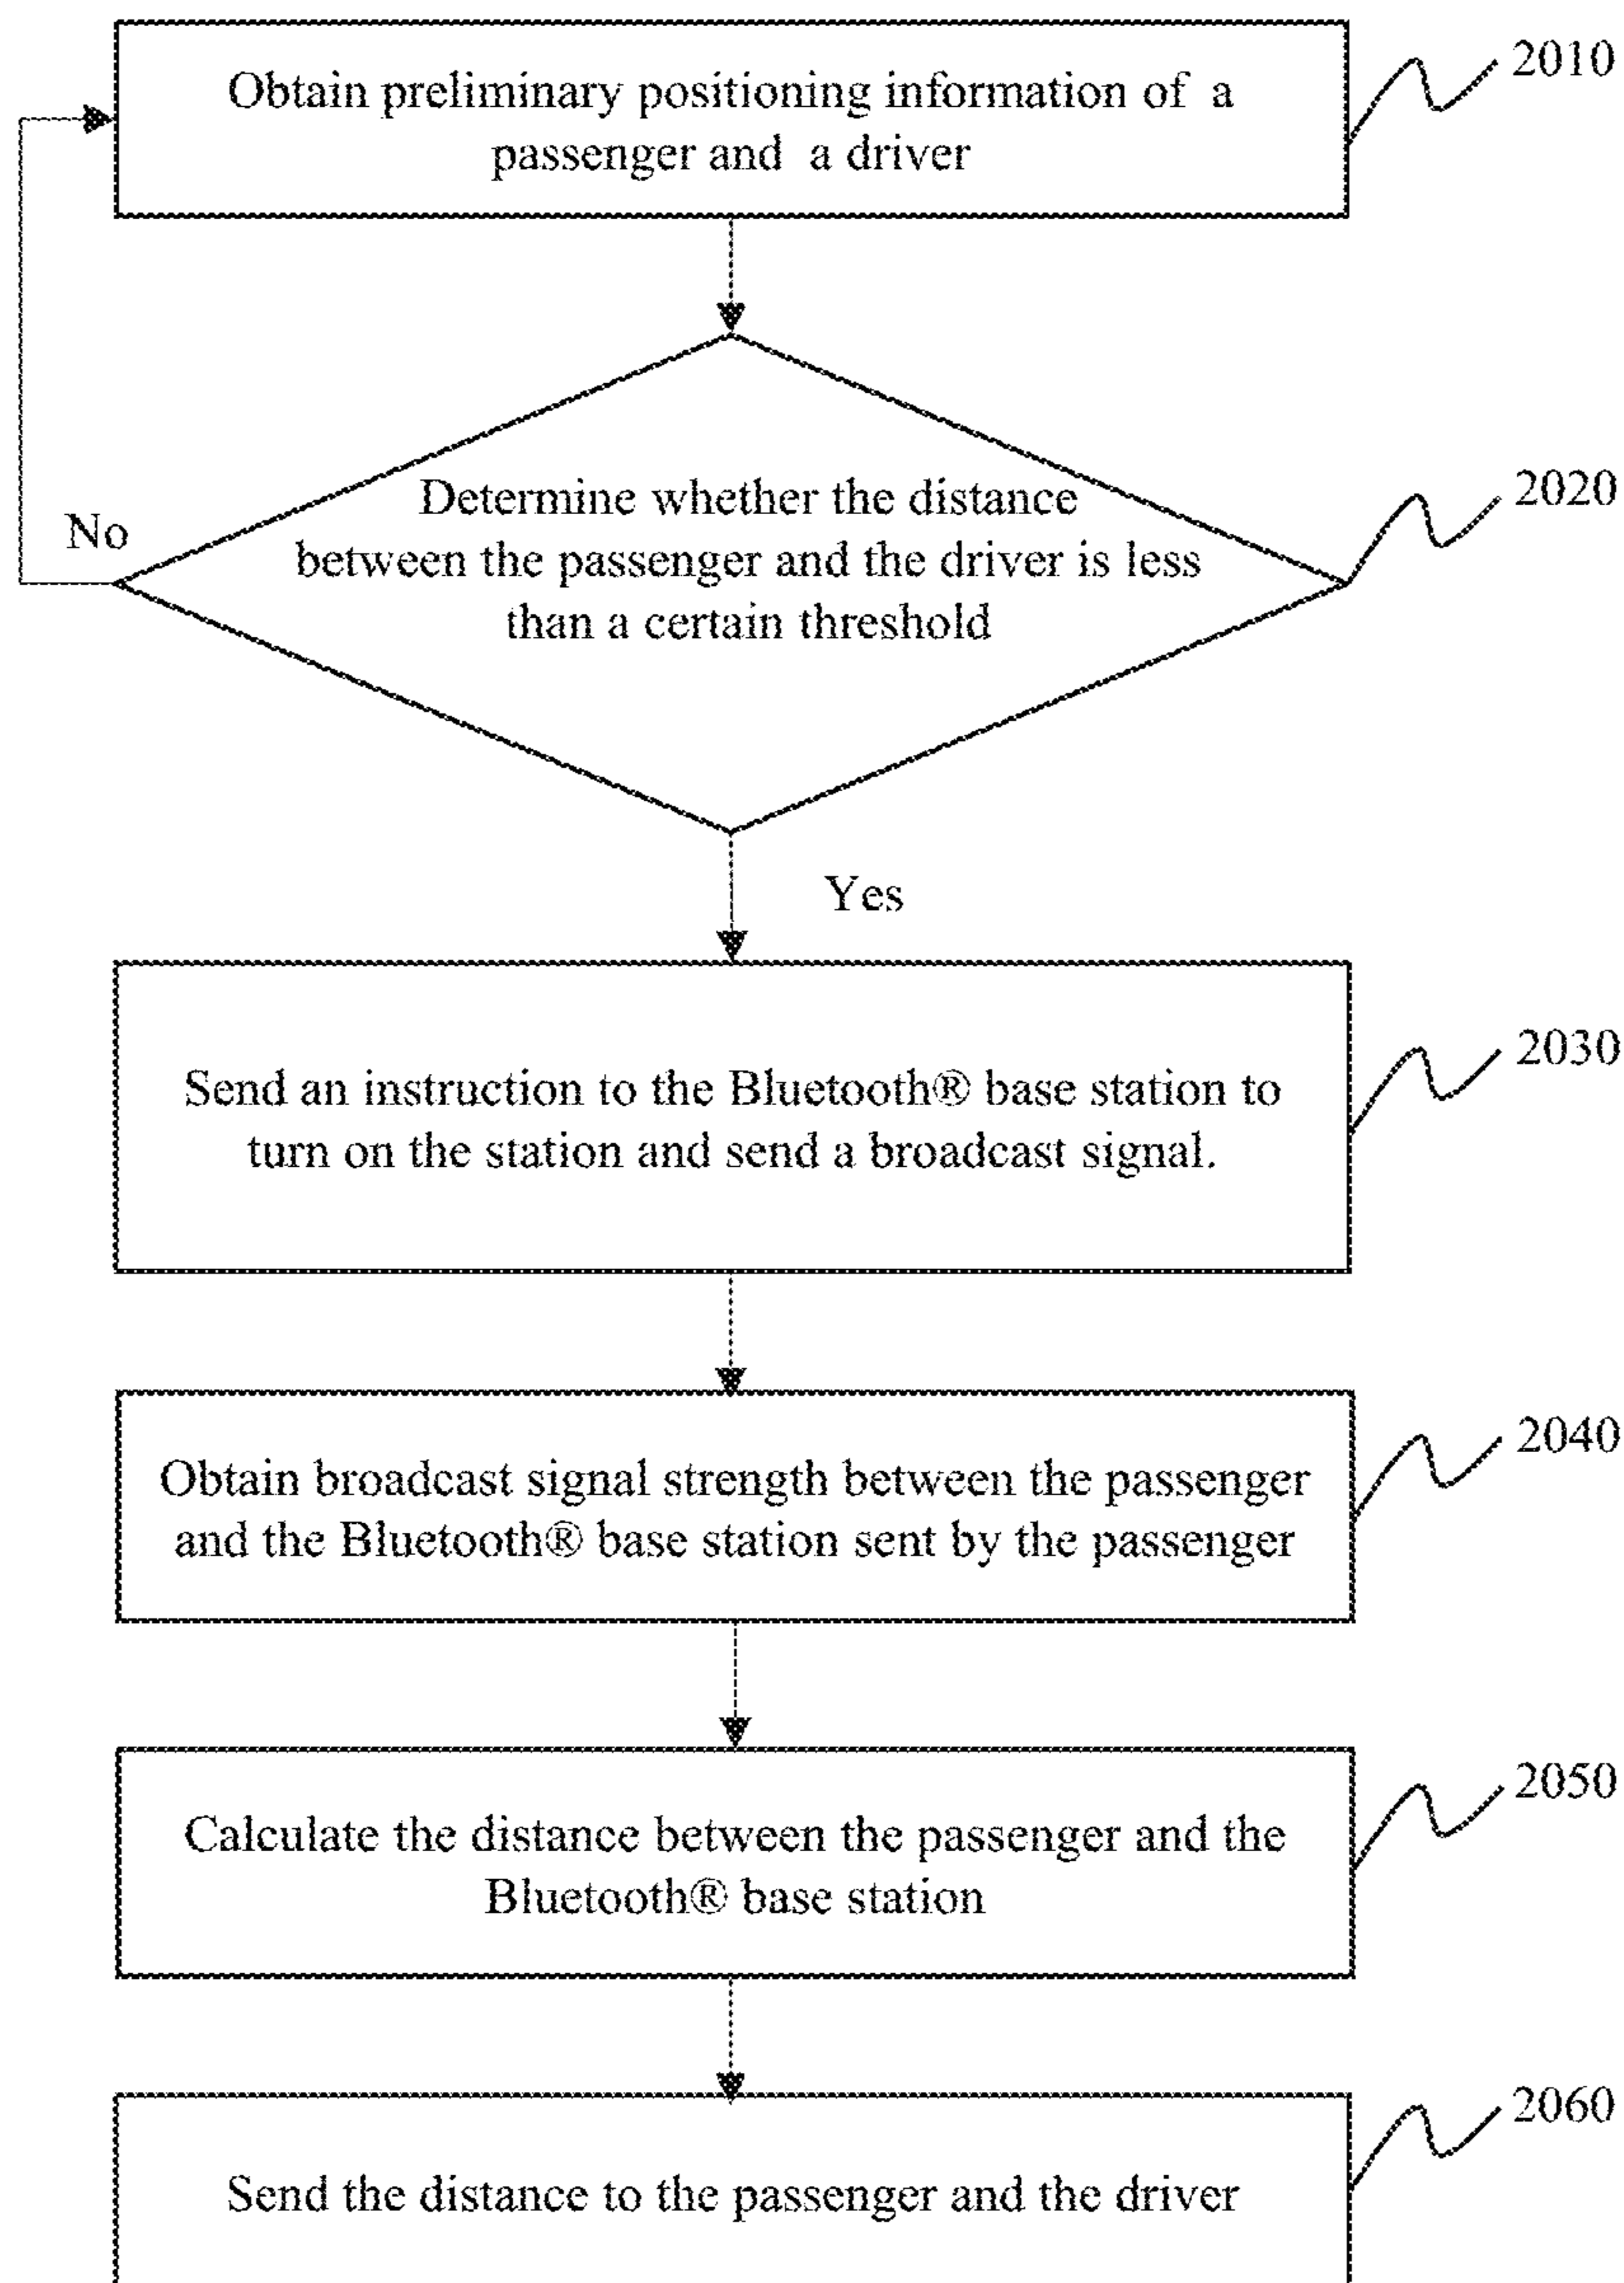 Obtain preliminary positioning information of a
passenger and a driver
2010
Determine whether the distance
between the passenger and the driver is less
than a certain threshold
2020
No
Yes
Send an instruction to the Bluetooth® base station to
turn on the station and send a broadcast signal.
2030
Obtain broadcast signal strength between the passenger
and the Bluetooth® base station sent by the passenger
2040
Calculate the distance between the passenger and the
Bluetooth® base station
2050
Send the distance to the passenger and the driver
2060